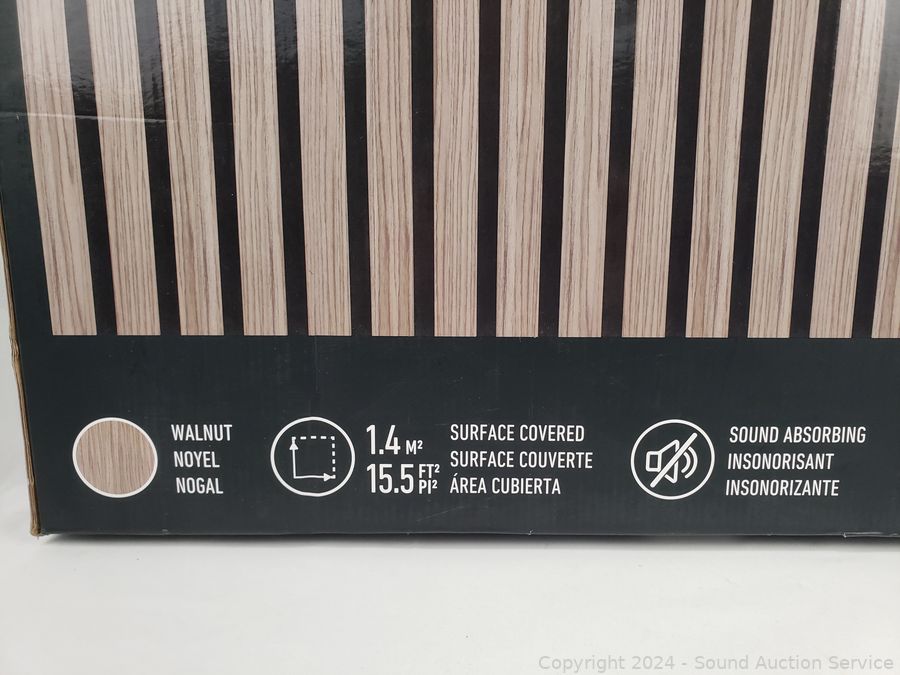 WALNUT
NOYEL
NOGAL
1.4 M²
15.5 FT² PI²
SURFACE COVERED
SURFACE COUVERTE
ÁREA CUBIERTA
SOUND ABSORBING
INSONORISANT
INSONORIZANTE
Copyright 2024 - Sound Auction Service